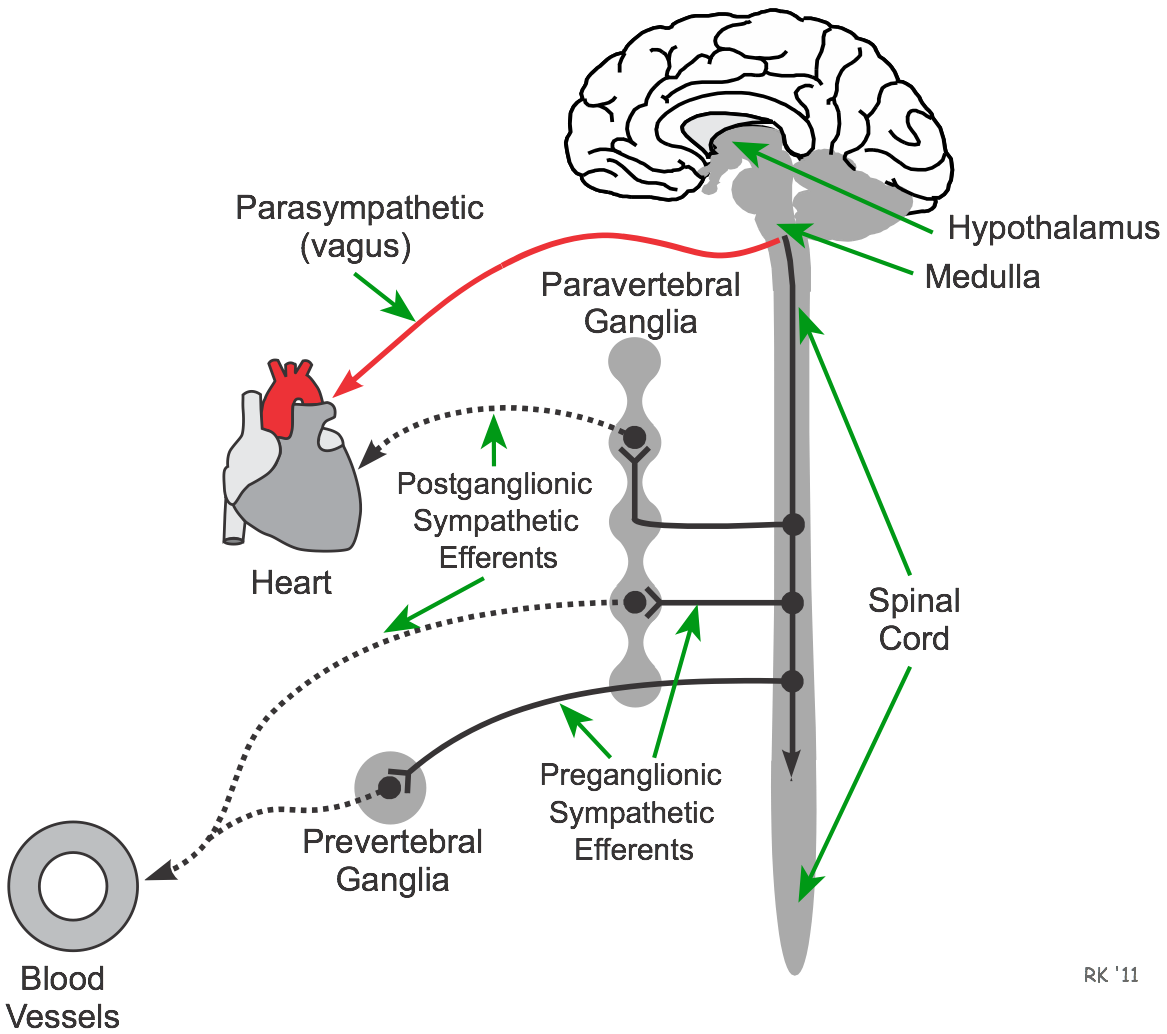 Parasympathetic
(vagus)
Hypothalamus
Medulla
Paravertebral
Ganglia
Postganglionic
Sympathetic
Efferents
Heart
Spinal
Cord
Preganglionic
Sympathetic
Efferents
Prevertebral
Ganglia
Blood
Vessels
RK '11